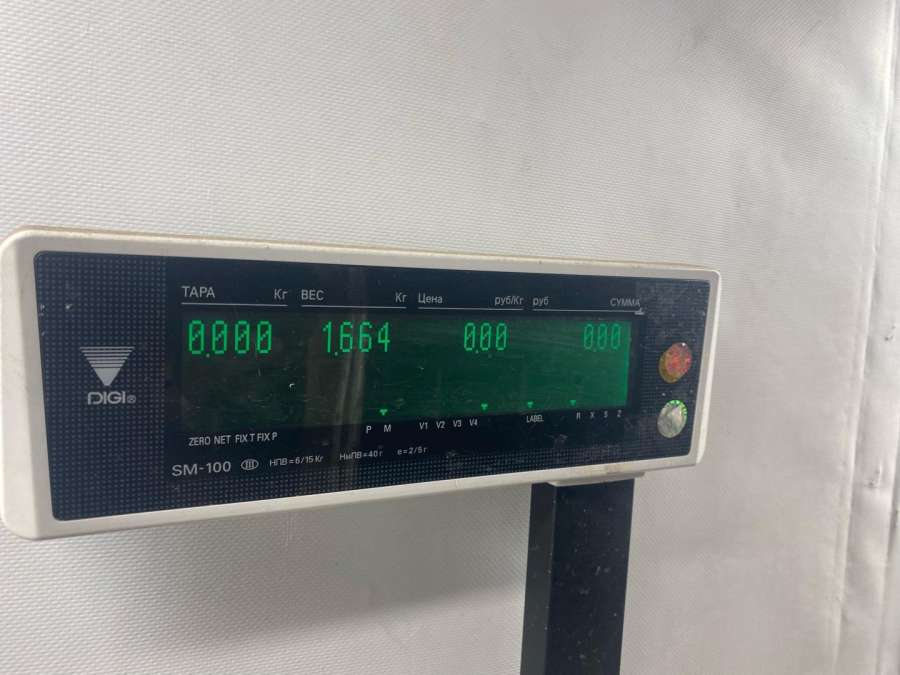 ТАРА Кг ВЕС Кг Цена руб/Кг руб СУММА
0.000 1.664 0.00 0.00
DIGI®
P M V1 V2 V3 V4 LABEL R X S Z
ZERO NET FIX T FIX P
SM-100 III НПВ=6/15 Кг НмПВ=40 г е=2/5 г